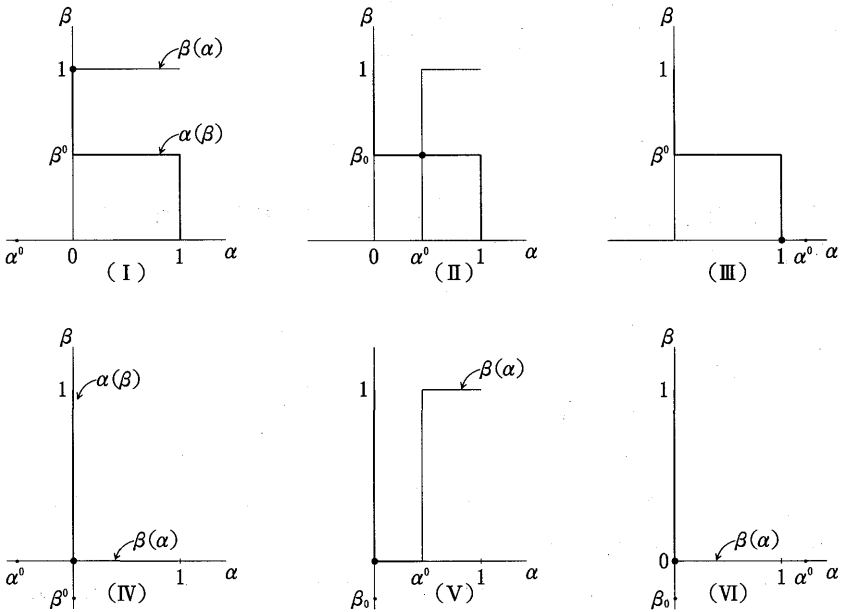 β β β
1 β(α) 1 1
β⁰ α(β) β₀ β⁰
α⁰ 0 1 α 0 α⁰ 1 α 1 α⁰ α
(Ⅰ) (Ⅱ) (Ⅲ)
β β β
1 α(β) 1 β(α) 1
β(α) 0 β(α)
α⁰ 1 α α⁰ 1 α 1 α⁰ α
β⁰ (Ⅳ) β₀ (Ⅴ) β₀ (Ⅵ)